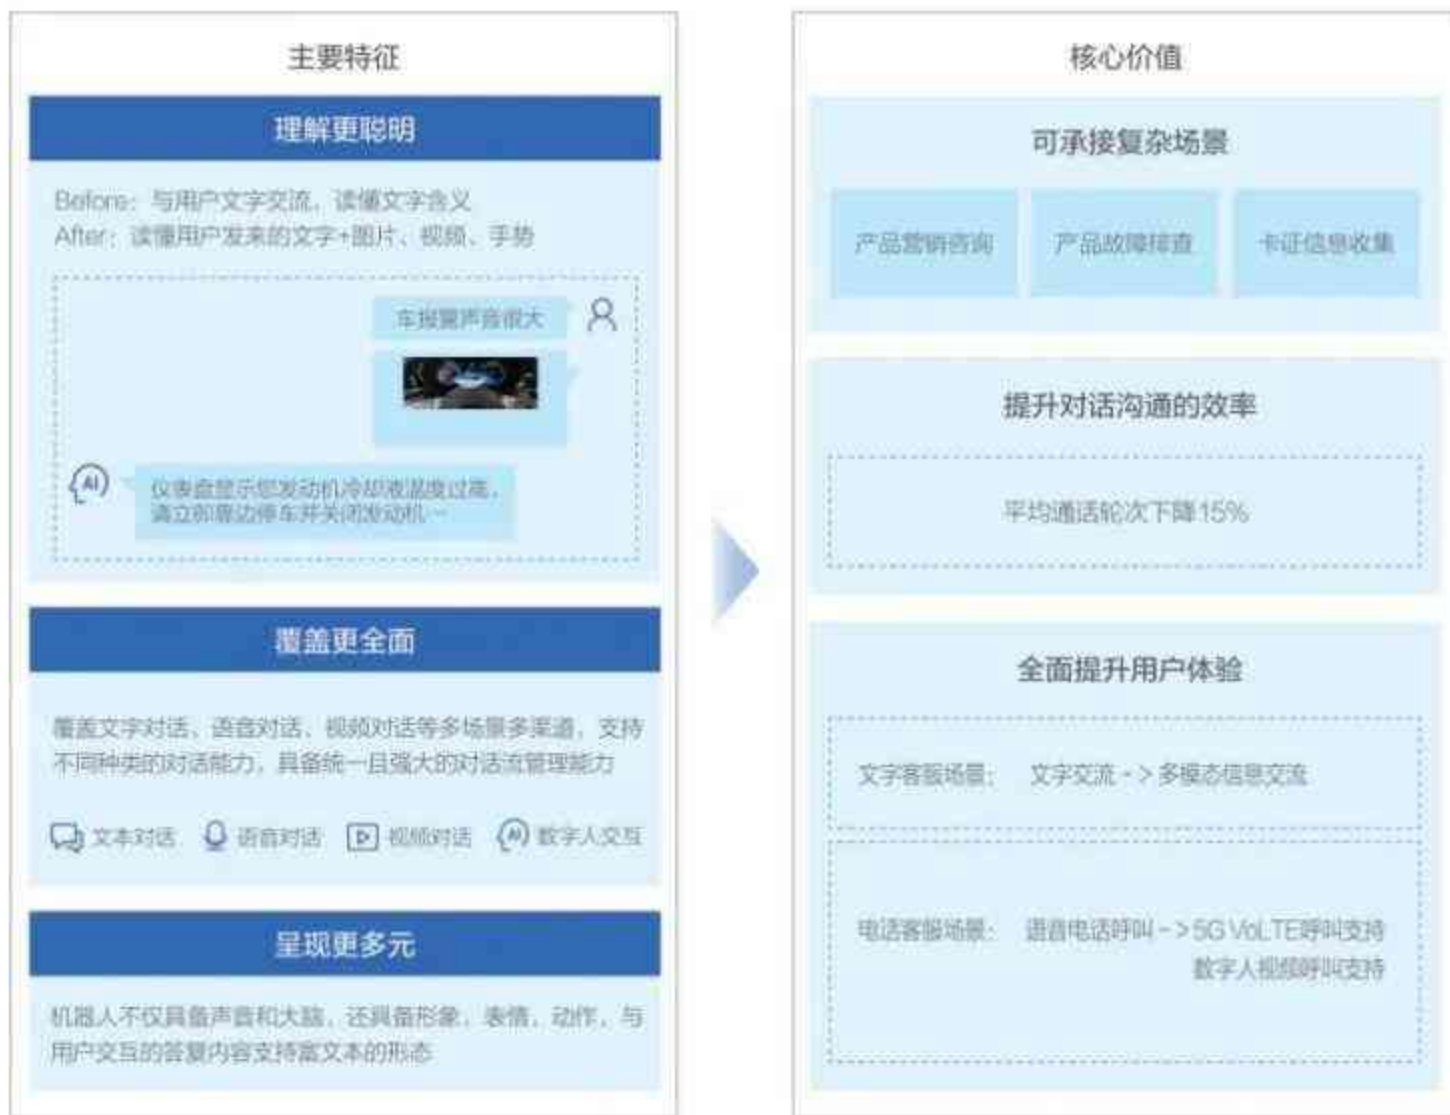 主要特征
理解更聪明
Before：与用户文字交流，读懂文字含义
After：读懂用户发来的文字+图片、视频、手势
车报警声音很大
AI
仪表盘显示您发动机冷却液温度过高，
请立即靠边停车并关闭发动机…
覆盖更全面
覆盖文字对话、语音对话、视频对话等多场景多渠道，支持
不同种类的对话能力，具备统一且强大的对话流管理能力
文本对话 语音对话 视频对话 AI 数字人交互
呈现更多元
机器人不仅具备声音和大脑，还具备形象，表情，动作，与
用户交互的答复内容支持富文本的形态
核心价值
可承接复杂场景
产品营销咨询 产品故障排查 卡证信息收集
提升对话沟通的效率
平均通话轮次下降15%
全面提升用户体验
文字客服场景： 文字交流->多模态信息交流
电话客服场景： 语音电话呼叫->5G VoLTE呼叫支持
数字人视频呼叫支持